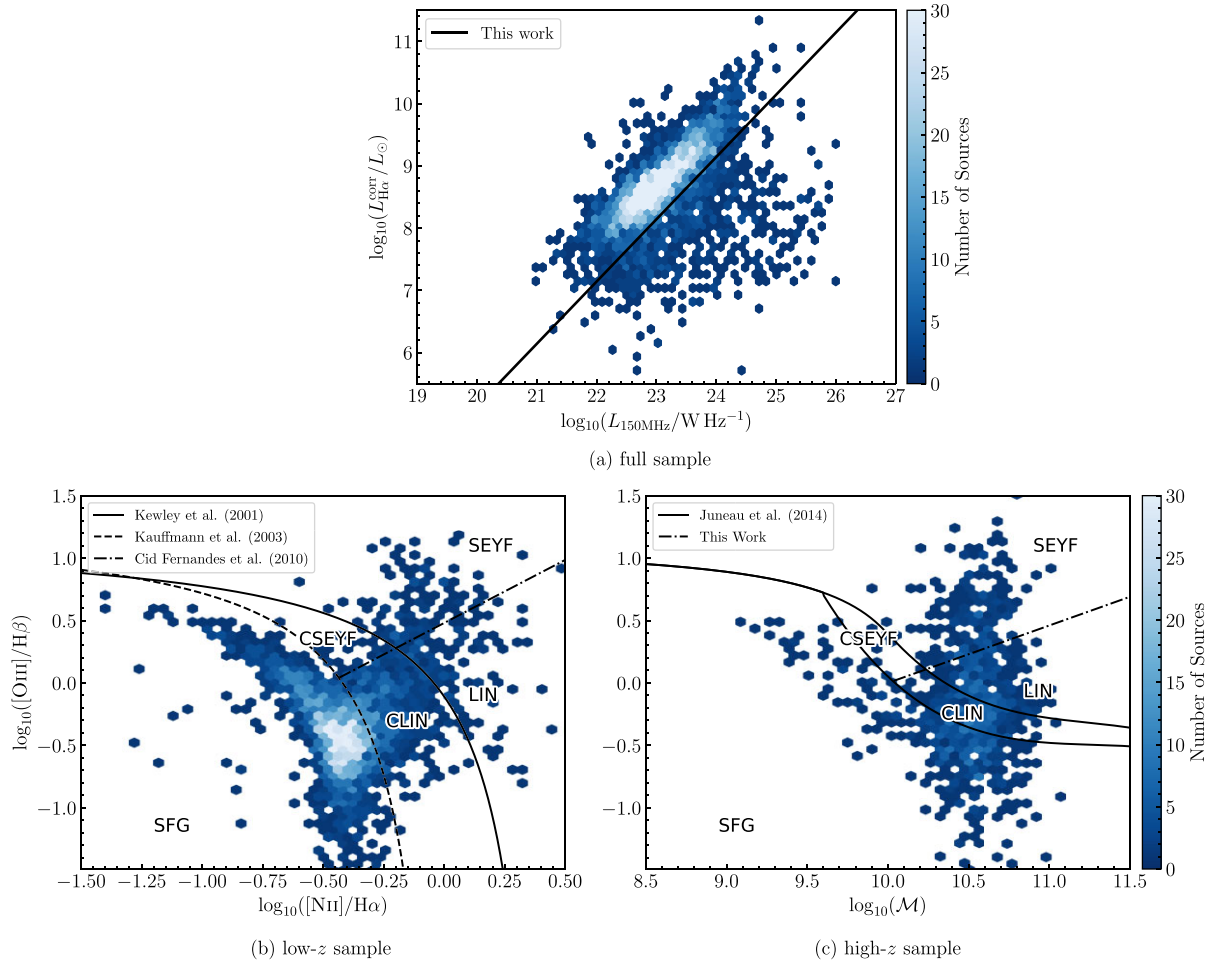 This work
log₁₀(L^corr_Hα/L⊙)
11
10
9
8
7
6
19 20 21 22 23 24 25 26 27
log₁₀(L₁₅₀MHz/W Hz⁻¹)
30
25
20
15
10
5
0
Number of Sources
(a) full sample
Kewley et al. (2001)
Kauffmann et al. (2003)
Cid Fernandes et al. (2010)
log₁₀([OIII]/Hβ)
1.5
1.0
0.5
0.0
−0.5
−1.0
SEYF
CSEYF
LIN
CLIN
SFG
−1.50 −1.25 −1.00 −0.75 −0.50 −0.25 0.00 0.25 0.50
log₁₀([NII]/Hα)
(b) low-z sample
Juneau et al. (2014)
This Work
1.5
1.0
0.5
0.0
−0.5
−1.0
SEYF
CSEYF
LIN
CLIN
SFG
8.5 9.0 9.5 10.0 10.5 11.0 11.5
log₁₀(ℳ)
30
25
20
15
10
5
0
Number of Sources
(c) high-z sample